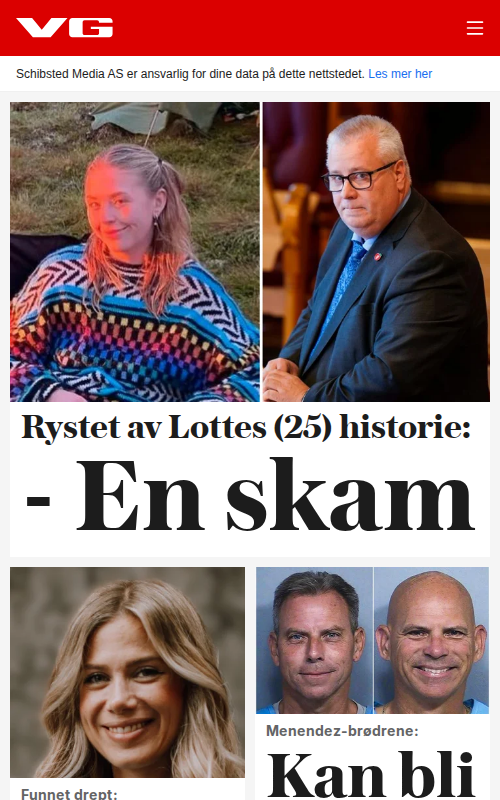 VG
Schibsted Media AS er ansvarlig for dine data på dette nettstedet. Les mer her
Rystet av Lottes (25) historie:
- En skam
Menendez-brødrene:
Kan bli
Funnet drept: